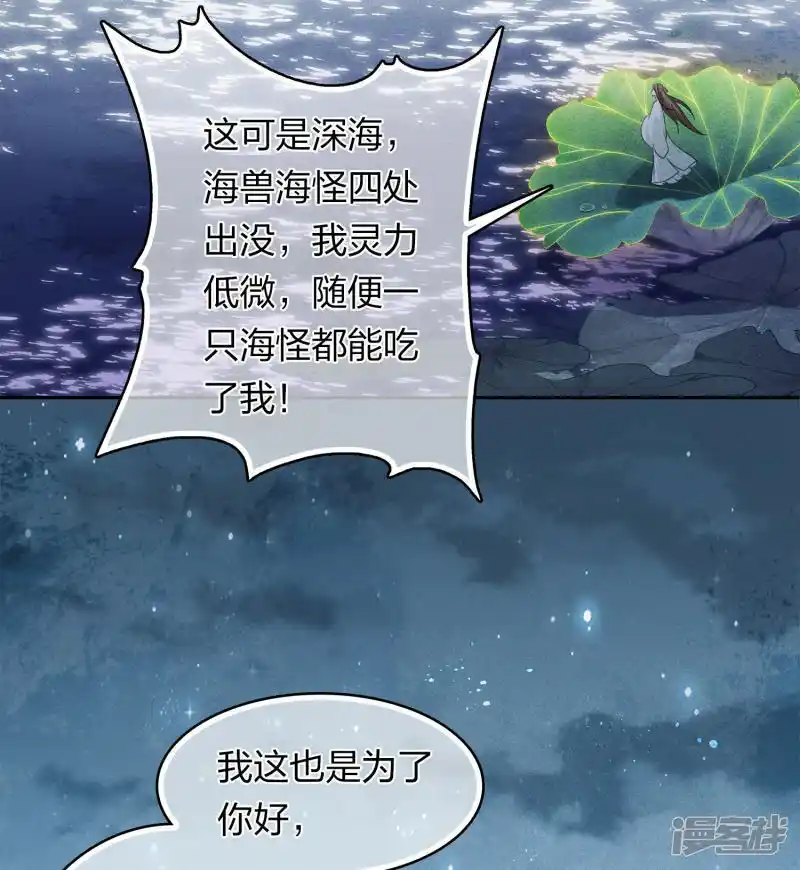 这可是深海，
海兽海怪四处
出没，我灵力
低微，随便一
只海怪都能吃
了我！
我这也是为了
你好，
漫客栈